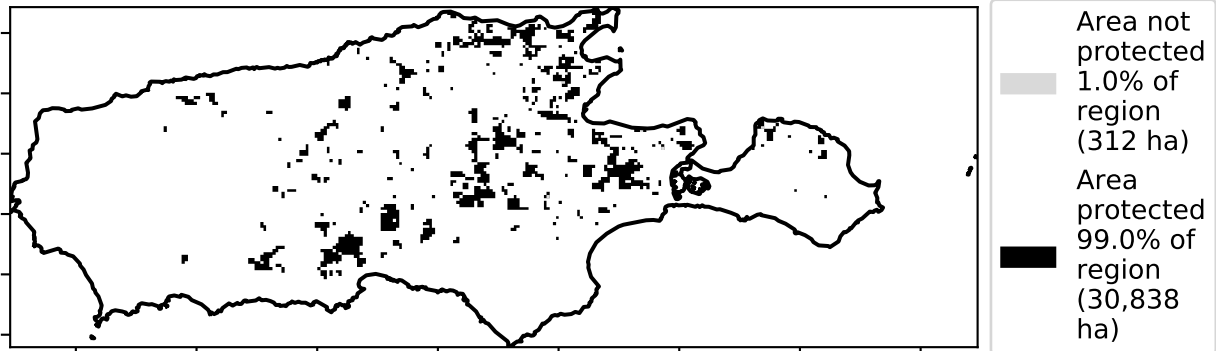 Area not
protected
1.0% of
region
(312 ha)
Area
protected
99.0% of
region
(30,838
ha)